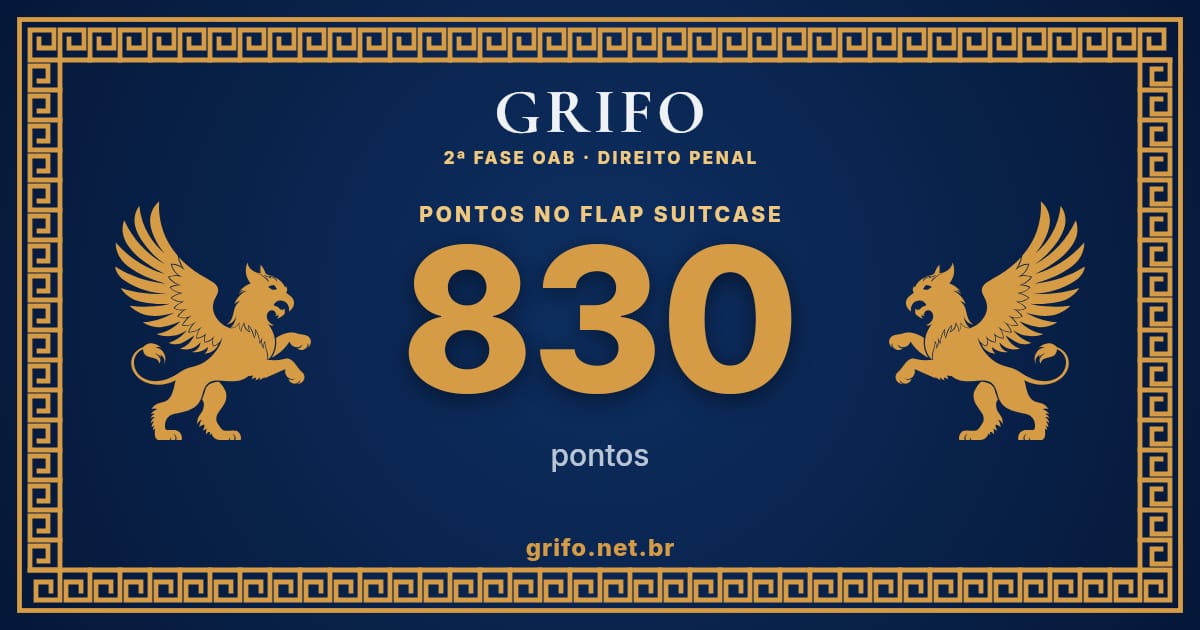 GRIFO
2ª FASE OAB · DIREITO PENAL
PONTOS NO FLAP SUITCASE
830
pontos
grifo.net.br